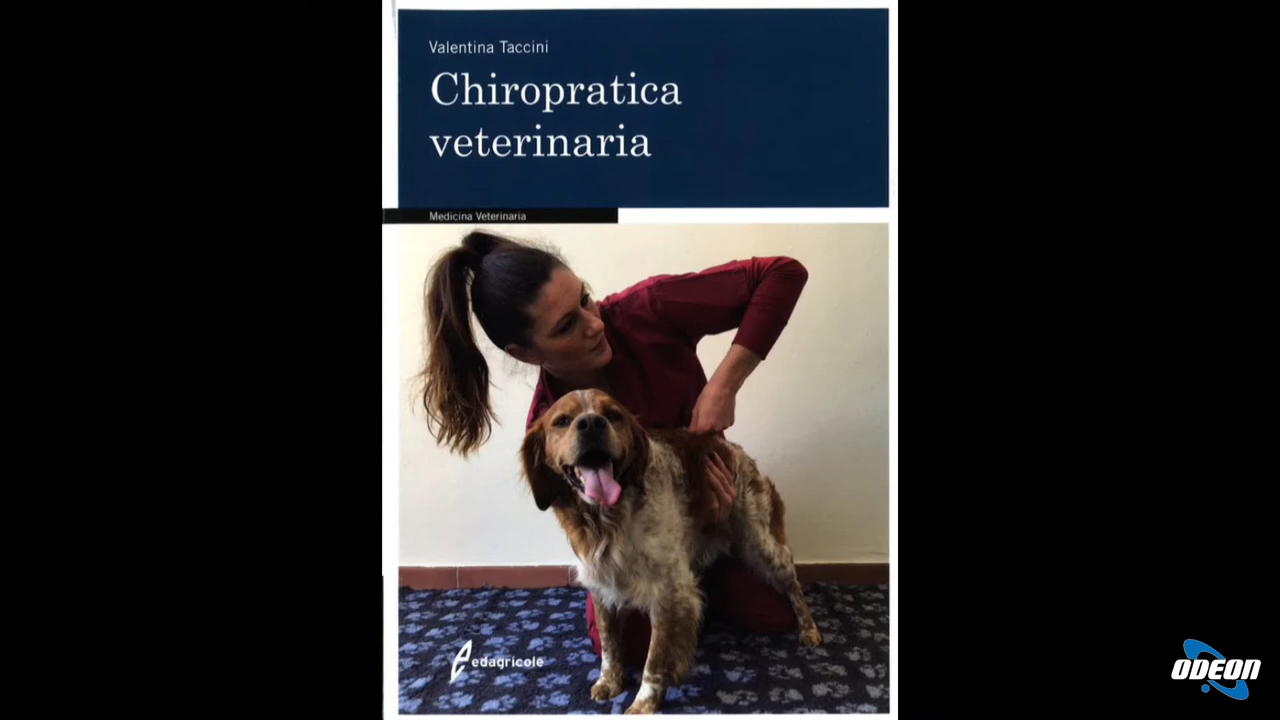 Valentina Taccini
Chiropratica
veterinaria
Medicina Veterinaria
edagricole
ODEON